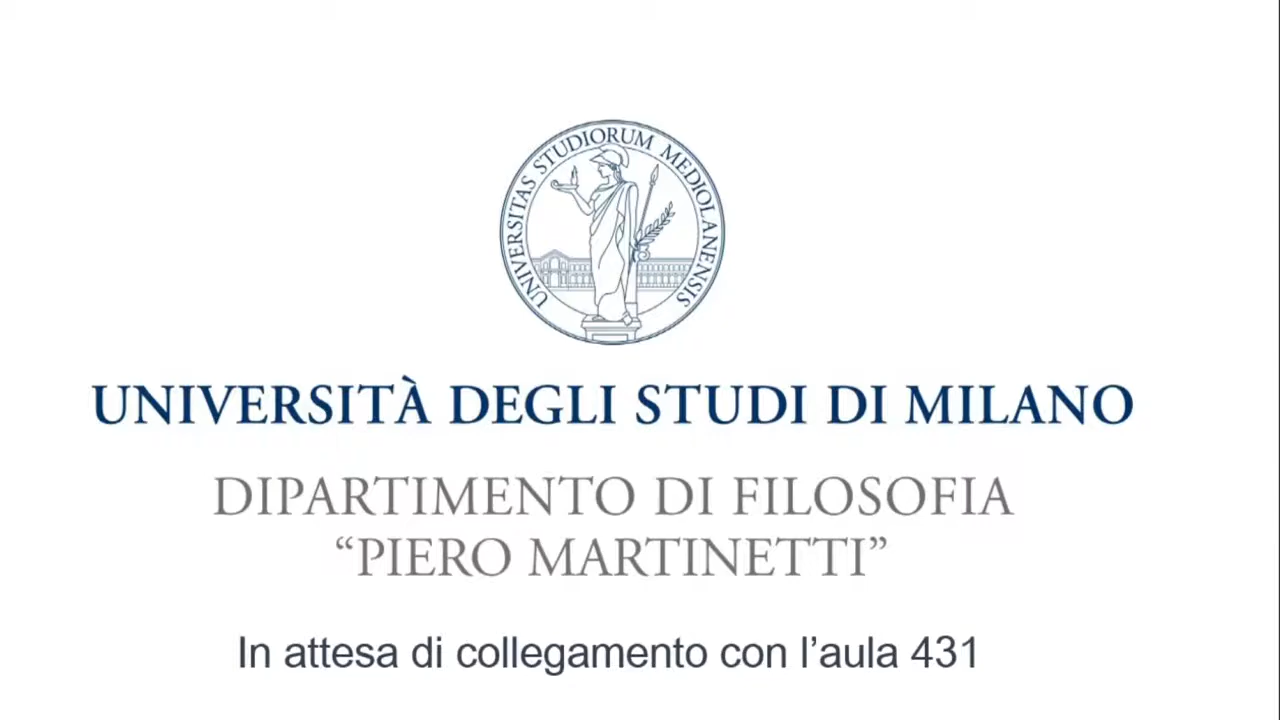 UNIVERSITAS STUDIORUM MEDIOLANENSIS
UNIVERSITÀ DEGLI STUDI DI MILANO
DIPARTIMENTO DI FILOSOFIA
“PIERO MARTINETTI”
In attesa di collegamento con l’aula 431